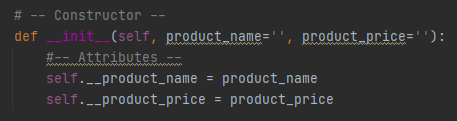 # -- Constructor --
def __init__(self, product_name='', product_price=''):
    #-- Attributes --
    self.__product_name = product_name
    self.__product_price = product_price